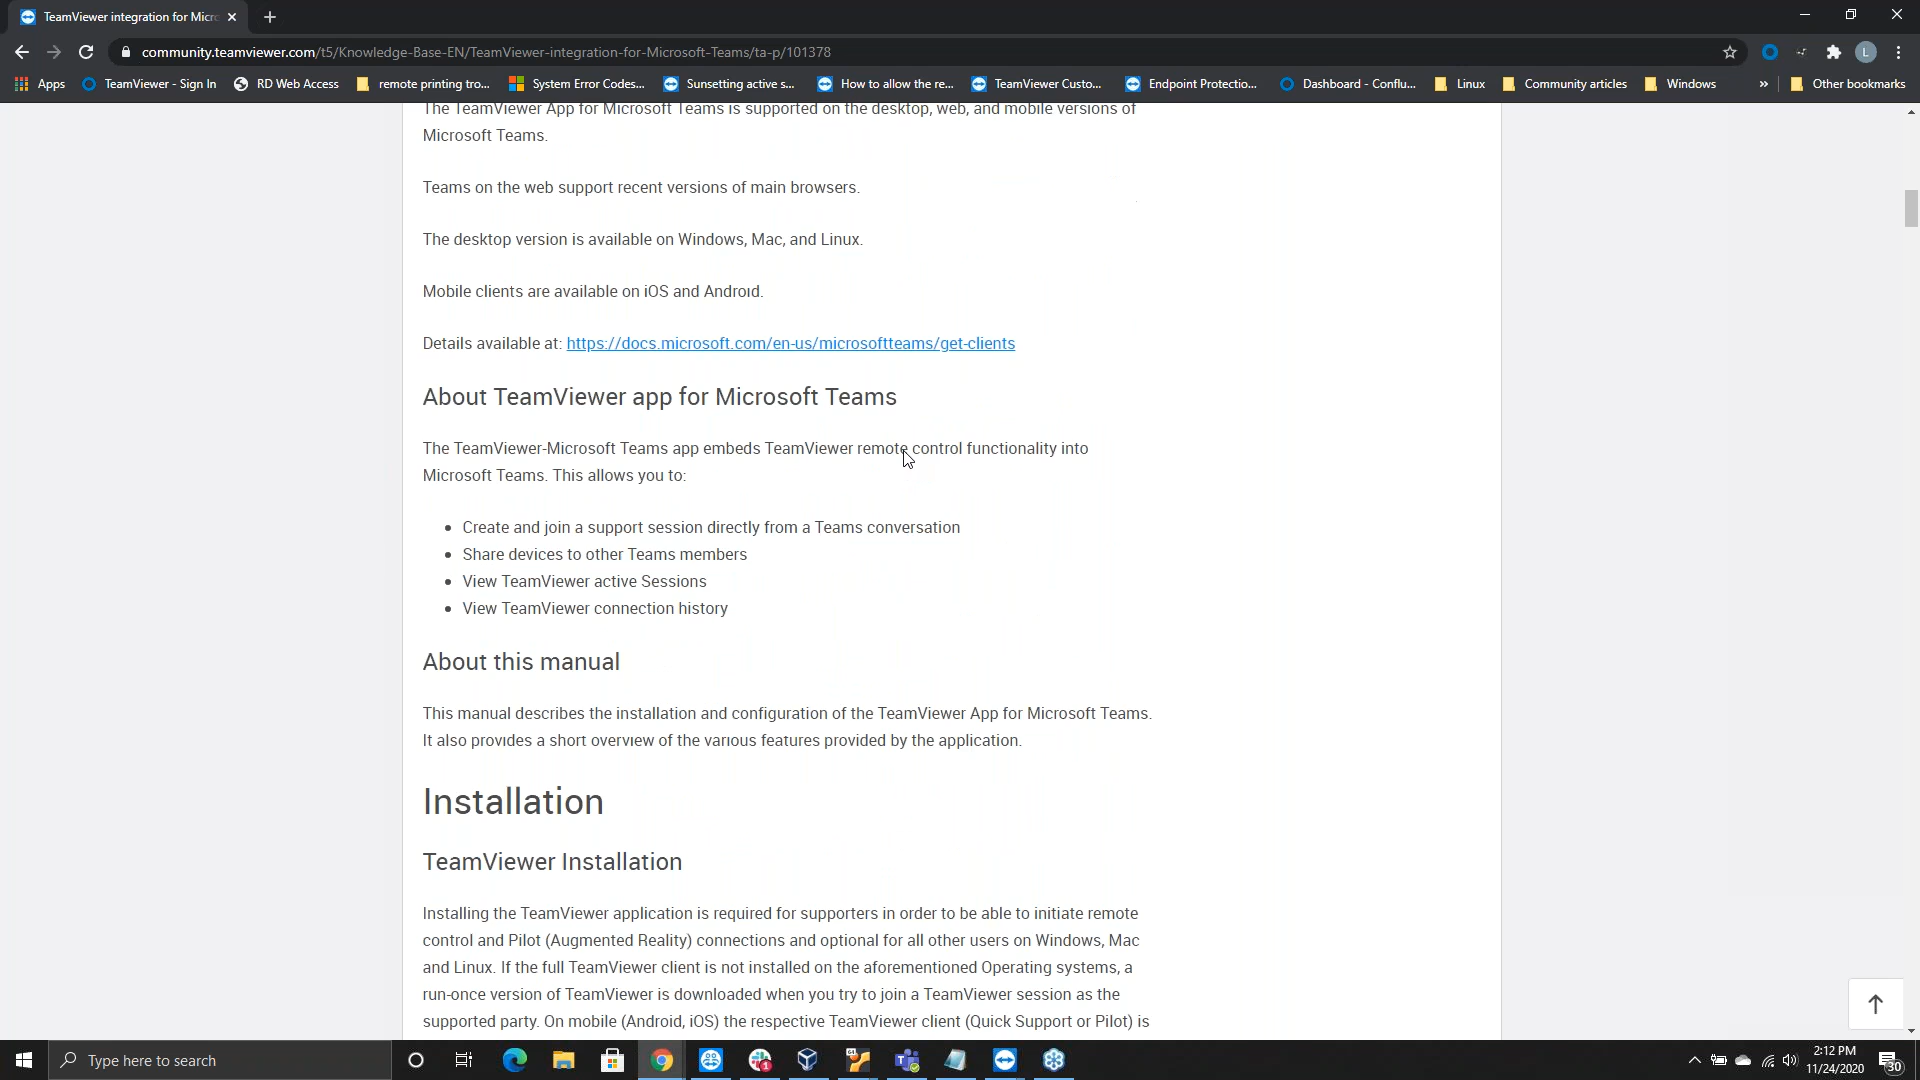 TeamViewer integration for Micr
community.teamviewer.com/t5/Knowledge-Base-EN/TeamViewer-integration-for-Microsoft-Teams/ta-p/101378
L
Apps TeamViewer - Sign In RD Web Access remote printing tro... System Error Codes... Sunsetting active s... How to allow the re... TeamViewer Custo... Endpoint Protectio... Dashboard - Conflu... Linux Community articles Windows » Other bookmarks
The TeamViewer App for Microsoft Teams is supported on the desktop, web, and mobile versions of
Microsoft Teams.
Teams on the web support recent versions of main browsers.
The desktop version is available on Windows, Mac, and Linux.
Mobile clients are available on iOS and Android.
Details available at: https://docs.microsoft.com/en-us/microsoftteams/get-clients
About TeamViewer app for Microsoft Teams
The TeamViewer-Microsoft Teams app embeds TeamViewer remote control functionality into
Microsoft Teams. This allows you to:
• Create and join a support session directly from a Teams conversation
• Share devices to other Teams members
• View TeamViewer active Sessions
• View TeamViewer connection history
About this manual
This manual describes the installation and configuration of the TeamViewer App for Microsoft Teams.
It also provides a short overview of the various features provided by the application.
Installation
TeamViewer Installation
Installing the TeamViewer application is required for supporters in order to be able to initiate remote
control and Pilot (Augmented Reality) connections and optional for all other users on Windows, Mac
and Linux. If the full TeamViewer client is not installed on the aforementioned Operating systems, a
run-once version of TeamViewer is downloaded when you try to join a TeamViewer session as the
supported party. On mobile (Android, iOS) the respective TeamViewer client (Quick Support or Pilot) is
Type here to search
64
1
2:12 PM
11/24/2020
30